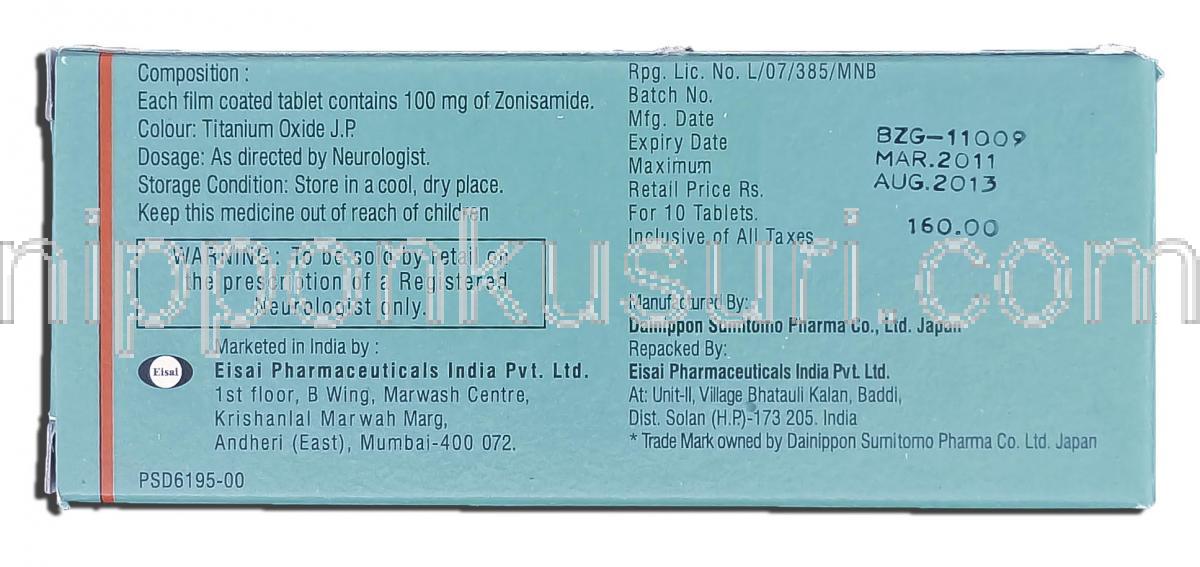 Composition :
Each film coated tablet contains 100 mg of Zonisamide.
Colour: Titanium Oxide J.P.
Dosage: As directed by Neurologist.
Storage Condition: Store in a cool, dry place.
Keep this medicine out of reach of children
WARNING : To be sold by retail on
the prescription of a Registered
Neurologist only.
Marketed in India by :
Eisai
Eisai Pharmaceuticals India Pvt. Ltd.
1st floor, B Wing, Marwash Centre,
Krishanlal Marwah Marg,
Andheri (East), Mumbai-400 072.
PSD6195-00
Rpg. Lic. No. L/07/385/MNB
Batch No.
Mfg. Date
Expiry Date
Maximum
Retail Price Rs.
For 10 Tablets.
Inclusive of All Taxes
BZG-11009
MAR.2011
AUG.2013
160.00
Manufactured By:
Dainippon Sumitomo Pharma Co., Ltd. Japan
Repacked By:
Eisai Pharmaceuticals India Pvt. Ltd.
At: Unit-II, Village Bhatauli Kalan, Baddi,
Dist. Solan (H.P.)-173 205. India
* Trade Mark owned by Dainippon Sumitomo Pharma Co. Ltd. Japan
nipponkusuri.com